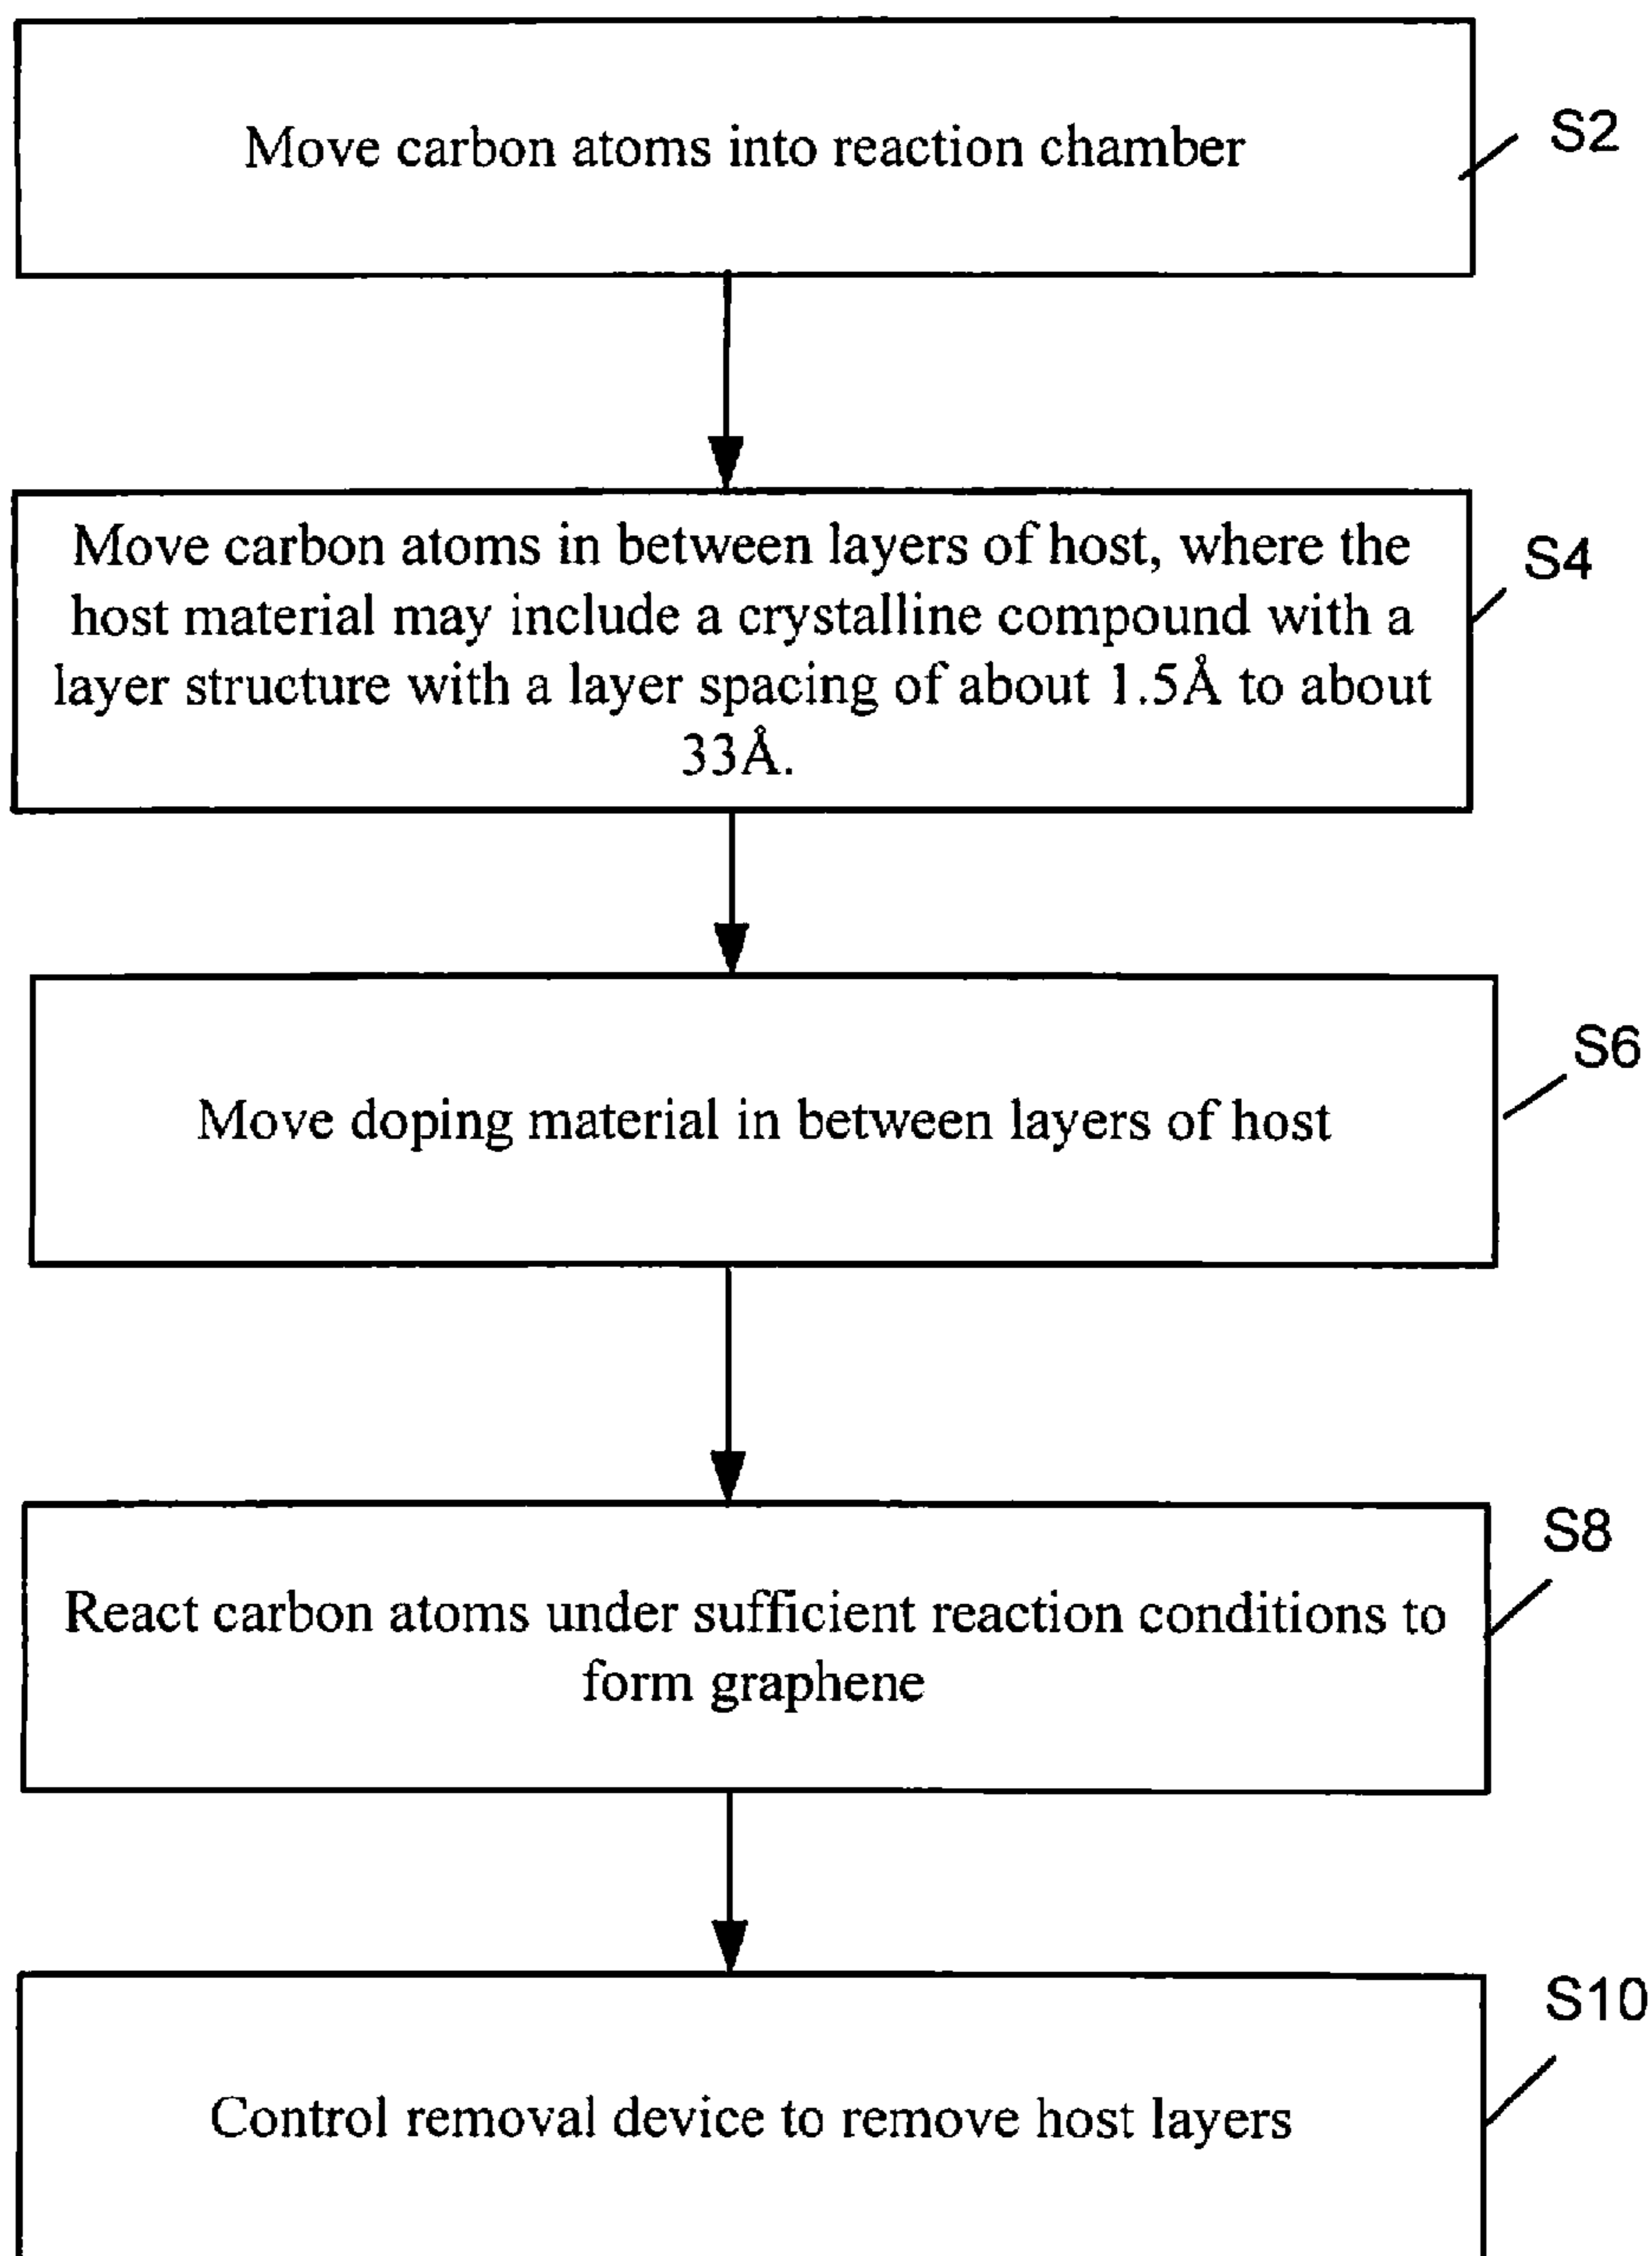 Move carbon atoms into reaction chamber
S2
Move carbon atoms in between layers of host, where the
host material may include a crystalline compound with a
layer structure with a layer spacing of about 1.5Å to about
33Å.
S4
Move doping material in between layers of host
S6
React carbon atoms under sufficient reaction conditions to
form graphene
S8
Control removal device to remove host layers
S10